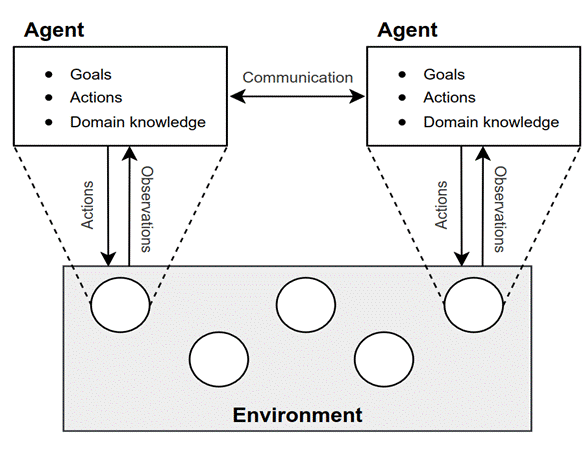 Agent
Agent
● Goals
● Actions
● Domain knowledge
Communication
● Goals
● Actions
● Domain knowledge
Actions
Observations
Actions
Observations
Environment